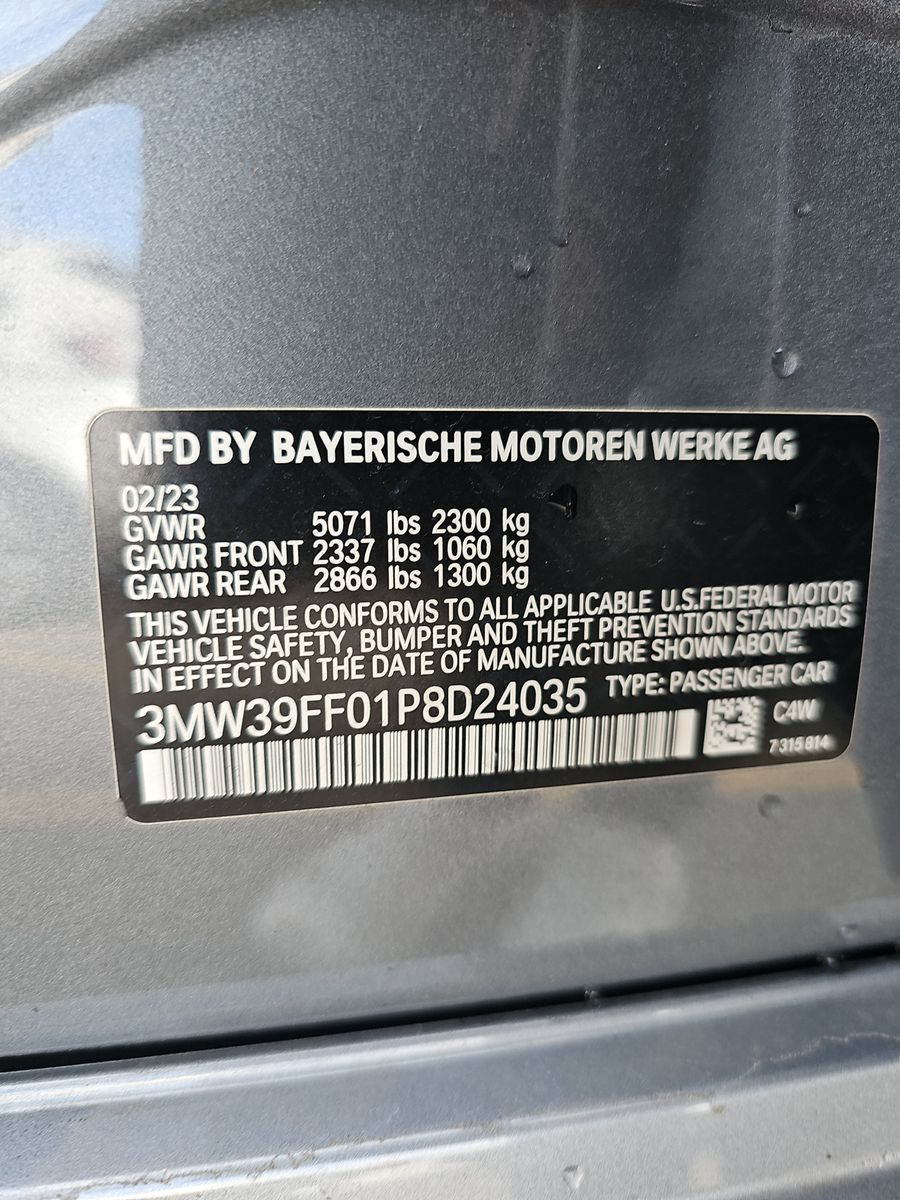 MFD BY BAYERISCHE MOTOREN WERKE AG
02/23
GVWR 5071 lbs 2300 kg
GAWR FRONT 2337 lbs 1060 kg
GAWR REAR 2866 lbs 1300 kg
THIS VEHICLE CONFORMS TO ALL APPLICABLE U.S.FEDERAL MOTOR
VEHICLE SAFETY, BUMPER AND THEFT PREVENTION STANDARDS
IN EFFECT ON THE DATE OF MANUFACTURE SHOWN ABOVE.
3MW39FF01P8D24035 TYPE: PASSENGER CAR
C4W
7 315 814